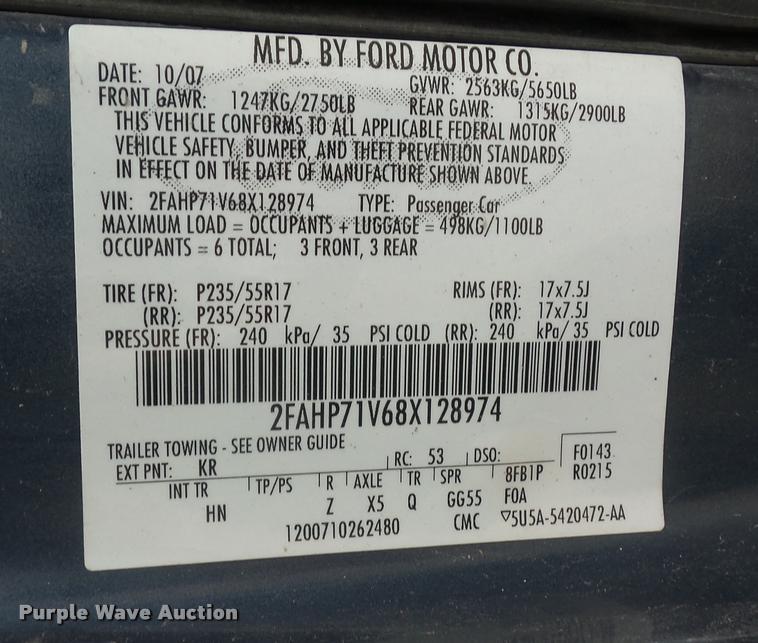 MFD. BY FORD MOTOR CO.
DATE: 10/07 GVWR: 2563KG/5650LB
FRONT GAWR: 1247KG/2750LB REAR GAWR: 1315KG/2900LB
THIS VEHICLE CONFORMS TO ALL APPLICABLE FEDERAL MOTOR
VEHICLE SAFETY, BUMPER, AND THEFT PREVENTION STANDARDS
IN EFFECT ON THE DATE OF MANUFACTURE SHOWN ABOVE.
VIN: 2FAHP71V68X128974 TYPE: Passenger Car
MAXIMUM LOAD = OCCUPANTS + LUGGAGE = 498KG/1100LB
OCCUPANTS = 6 TOTAL; 3 FRONT, 3 REAR
TIRE (FR): P235/55R17 RIMS (FR): 17x7.5J
(RR): P235/55R17 (RR): 17x7.5J
PRESSURE (FR): 240 kPa/ 35 PSI COLD (RR): 240 kPa/ 35 PSI COLD
2FAHP71V68X128974
TRAILER TOWING - SEE OWNER GUIDE
EXT PNT: KR RC: 53 DSO: F0143
INT TR TP/PS R AXLE TR SPR 8FB1P R0215
HN Z X5 Q GG55 FOA
1200710262480 CMC ▽5U5A-5420472-AA
Purple Wave Auction